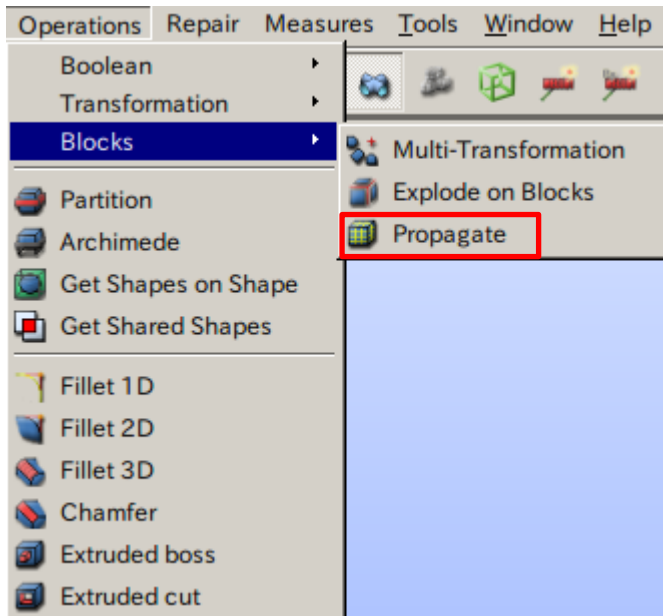 Operations Repair Measures Tools Window Help
Boolean
Transformation
Blocks
Multi-Transformation
Explode on Blocks
Propagate
Partition
Archimede
Get Shapes on Shape
Get Shared Shapes
Fillet 1D
Fillet 2D
Fillet 3D
Chamfer
Extruded boss
Extruded cut